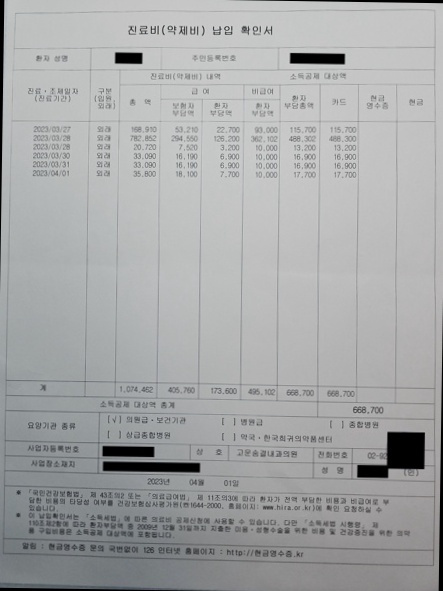 진료비(약제비) 납입 확인서
환자 성명 주민등록번호
진료·조제일자 (진료기간) 구분 (입원, 외래) 진료비(약제비) 내역 소득공제 대상액
총 액 급 여 비급여 환자 부담총액 카드 현금 영수증 현금
보험자 부담액 환자 부담액 환자 부담액
2023/03/27 외래 168,910 53,210 22,700 93,000 115,700 115,700
2023/03/28 외래 782,852 294,550 126,200 362,102 488,302 488,300
2023/03/28 외래 20,720 7,520 3,200 10,000 13,200 13,200
2023/03/30 외래 33,090 16,190 6,900 10,000 16,900 16,900
2023/03/31 외래 33,090 16,190 6,900 10,000 16,900 16,900
2023/04/01 외래 35,800 18,100 7,700 10,000 17,700 17,700
계 1,074,462 405,760 173,600 495,102 668,700 668,700
소득공제 대상액 총계 668,700
요양기관 종류 [√] 의원급·보건기관 [ ] 병원급 [ ] 종합병원
[ ] 상급종합병원 [ ] 약국·한국희귀의약품센터
사업자등록번호 상 호 고운숨결내과의원 전화번호 02-92
사업장소재지 성 명 (인)
2023년 04월 01일
* 「국민건강보험법」 제 43조의2 또는 「의료급여법」 제 11조의3에 따라 환자가 전액 부담한 비용과 비급여로 부
담한 비용의 타당성 여부를 건강보험심사평가원(☎1644-2000, 홈페이지: www.hira.or.kr)에 확인 요청하실 수
있습니다.
* 이 납입확인서는 「소득세법」에 따른 의료비 공제신청에 사용할 수 있습니다. 다만 「소득세법 시행령」 제
110조제2항에 따라 환자부담액 중 2009년 12월 31일까지 지출한 미용·성형수술을 위한 비용 및 건강증진을 위한 의약
품 구입비용은 소득공제 대상액에 포함됩니다.
알림 : 현금영수증 문의 국번없이 126 인터넷 홈페이지 : http://현금영수증.kr